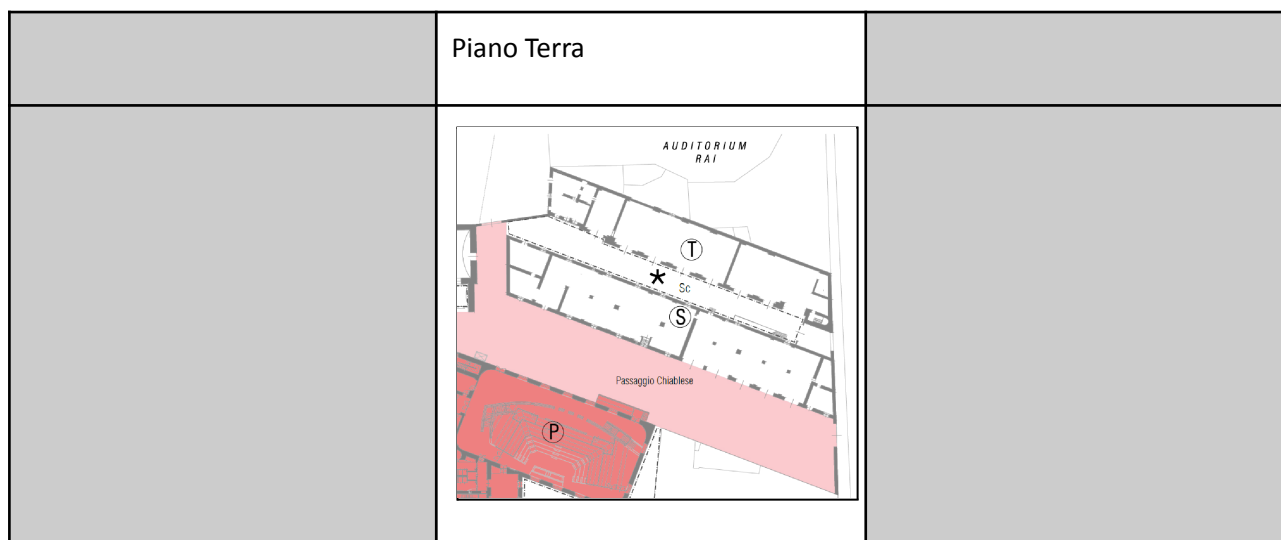 Piano Terra
AUDITORIUM
RAI
T
*
Sc
S
Passaggio Chiablese
P